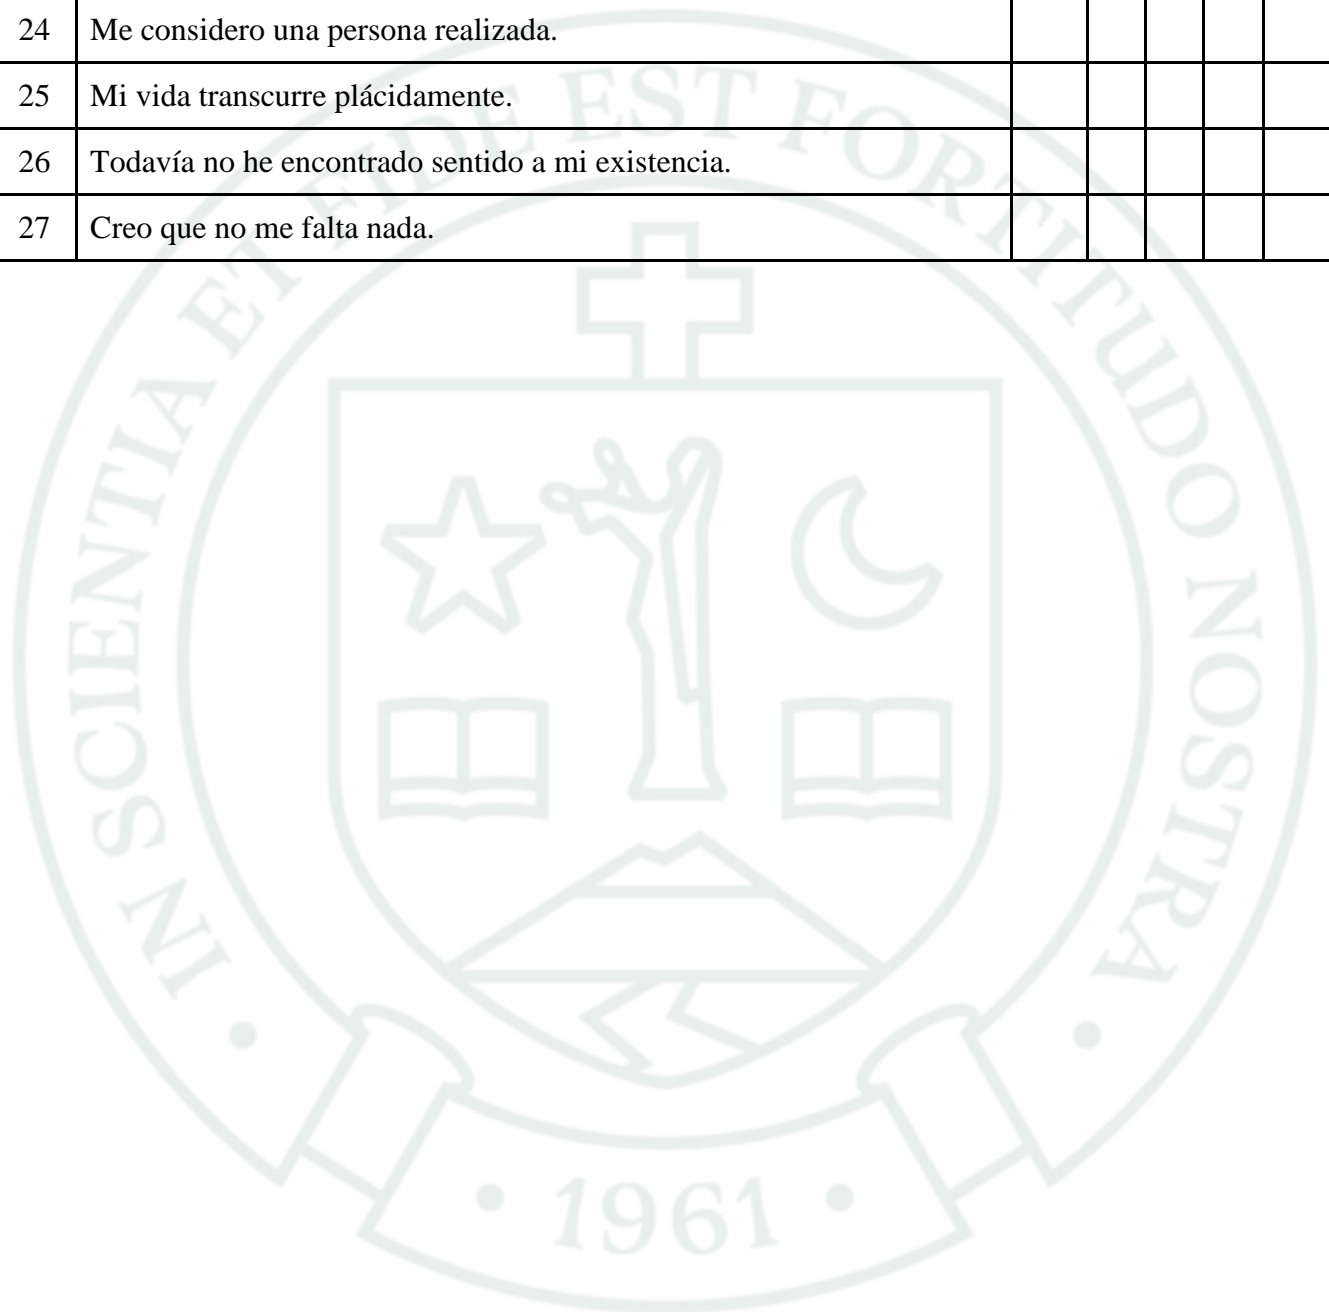 24 Me considero una persona realizada.
25 Mi vida transcurre plácidamente.
26 Todavía no he encontrado sentido a mi existencia.
27 Creo que no me falta nada.
• IN SCIENTIA ET FIDE EST FORTITUDO NOSTRA •
• 1961 •